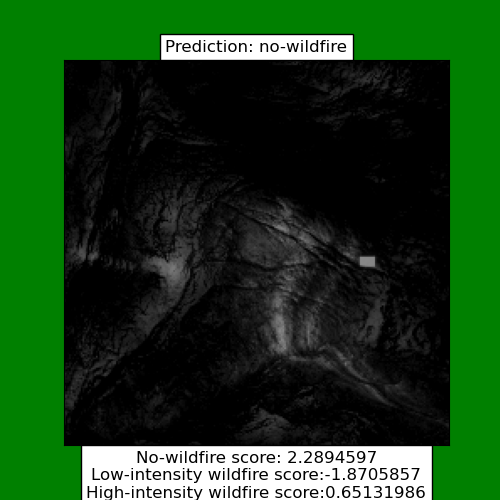 Prediction: no-wildfire
No-wildfire score: 2.2894597
Low-intensity wildfire score:-1.8705857
High-intensity wildfire score:0.65131986